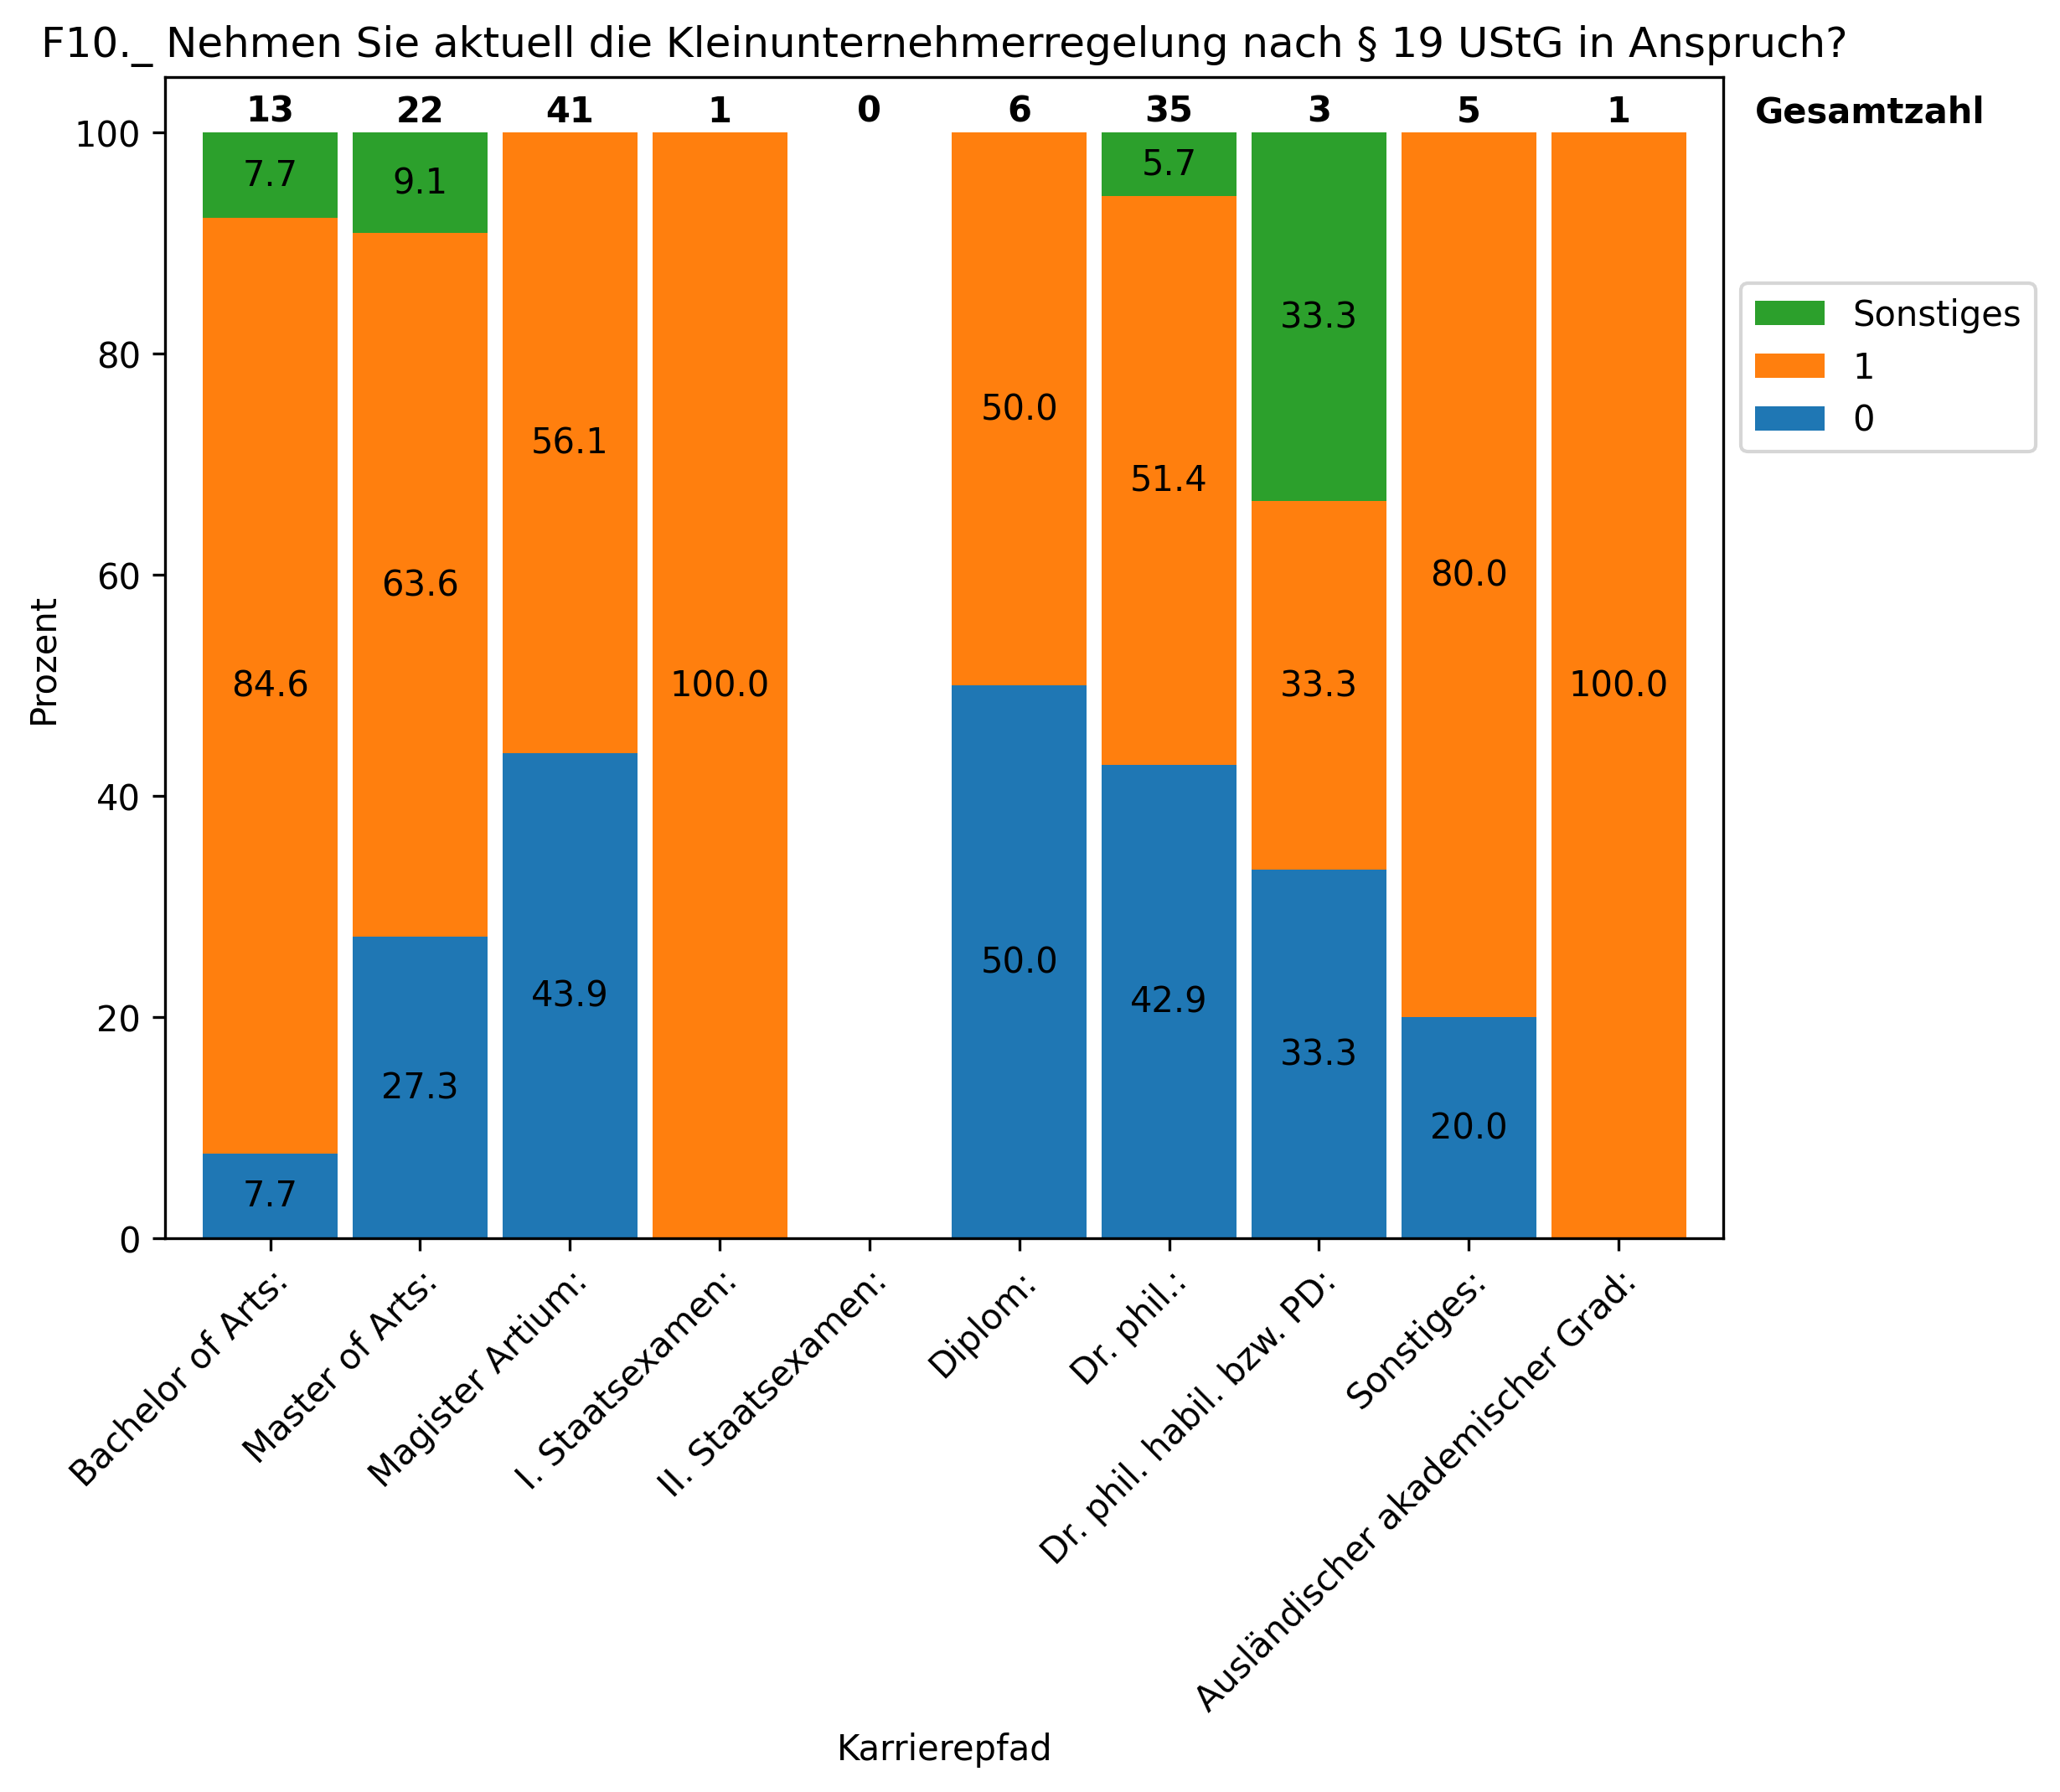 F10._ Nehmen Sie aktuell die Kleinunternehmerregelung nach § 19 UStG in Anspruch?
13 22 41 1 0 6 35 3 5 1 Gesamtzahl
100
80
60
40
20
0
Prozent
7.7
84.6
7.7
9.1
63.6
27.3
56.1
43.9
100.0
50.0
50.0
5.7
51.4
42.9
33.3
33.3
33.3
80.0
20.0
100.0
Sonstiges
1
0
Bachelor of Arts:
Master of Arts:
Magister Artium:
I. Staatsexamen:
II. Staatsexamen:
Diplom:
Dr. phil.:
Dr. phil. habil. bzw. PD:
Sonstiges:
Ausländischer akademischer Grad:
Karrierepfad